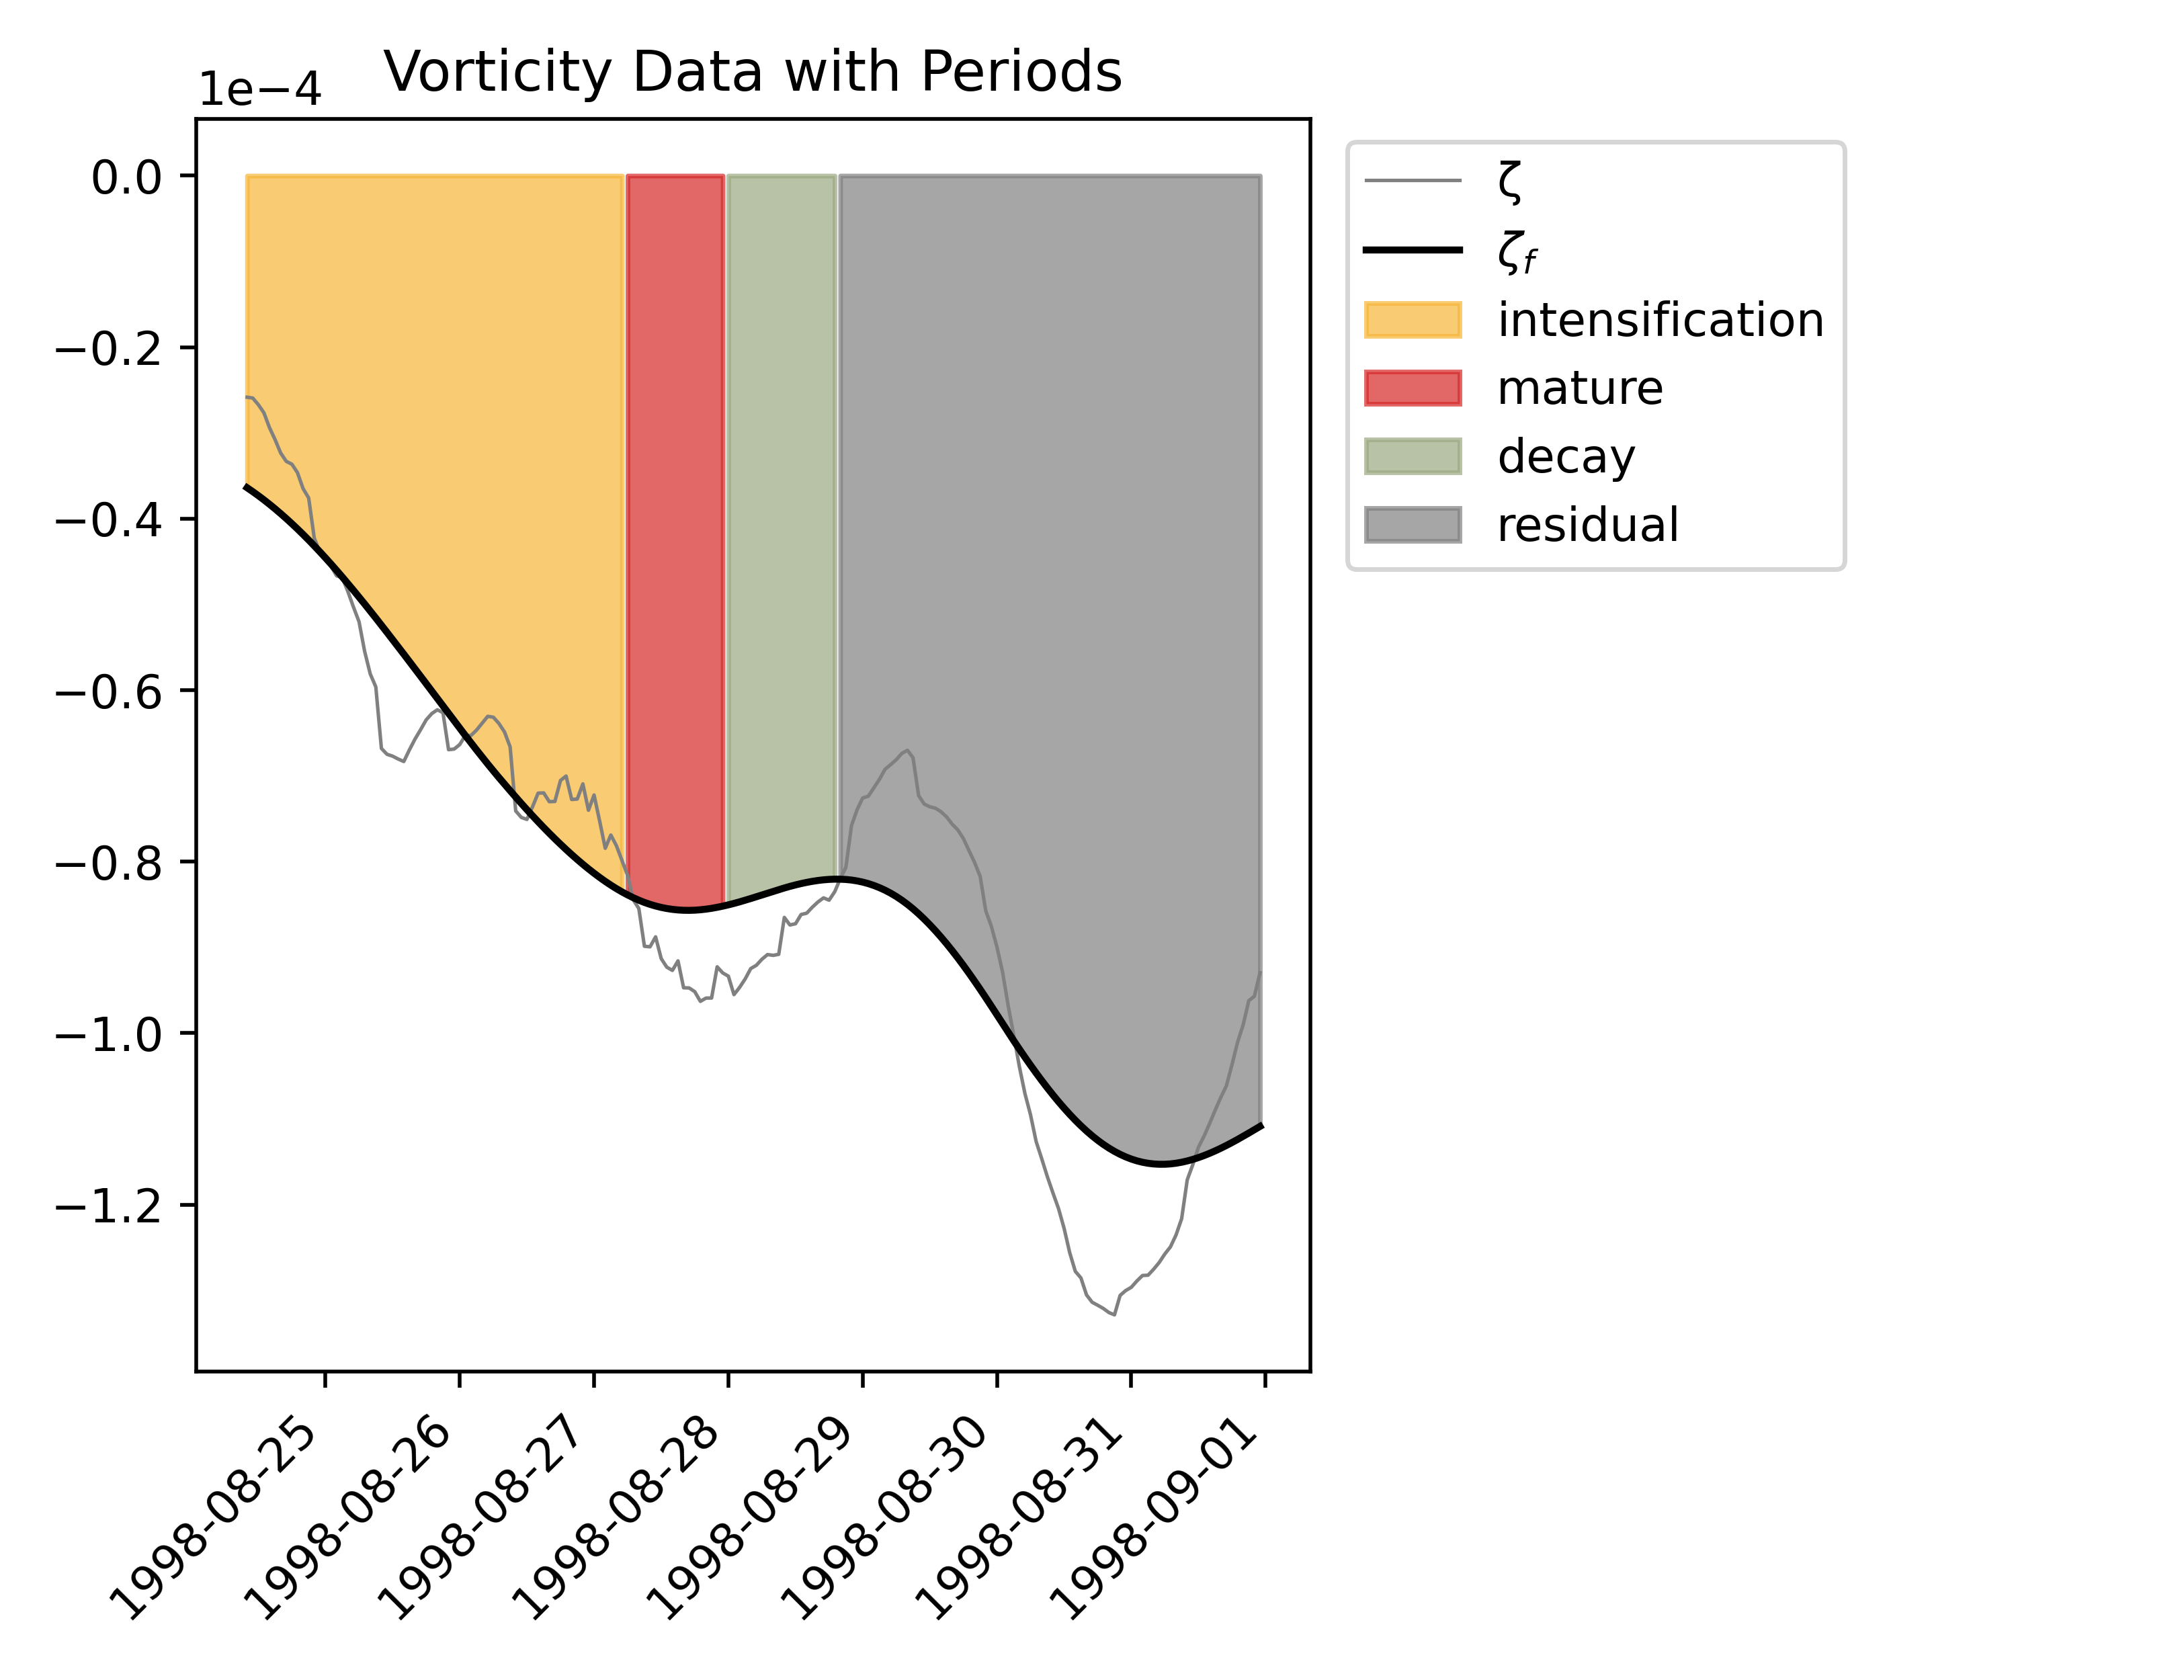 Vorticity Data with Periods
1e−4
0.0
−0.2
−0.4
−0.6
−0.8
−1.0
−1.2
1998-08-25
1998-08-26
1998-08-27
1998-08-28
1998-08-29
1998-08-30
1998-08-31
1998-09-01
ζ
ζf
intensification
mature
decay
residual